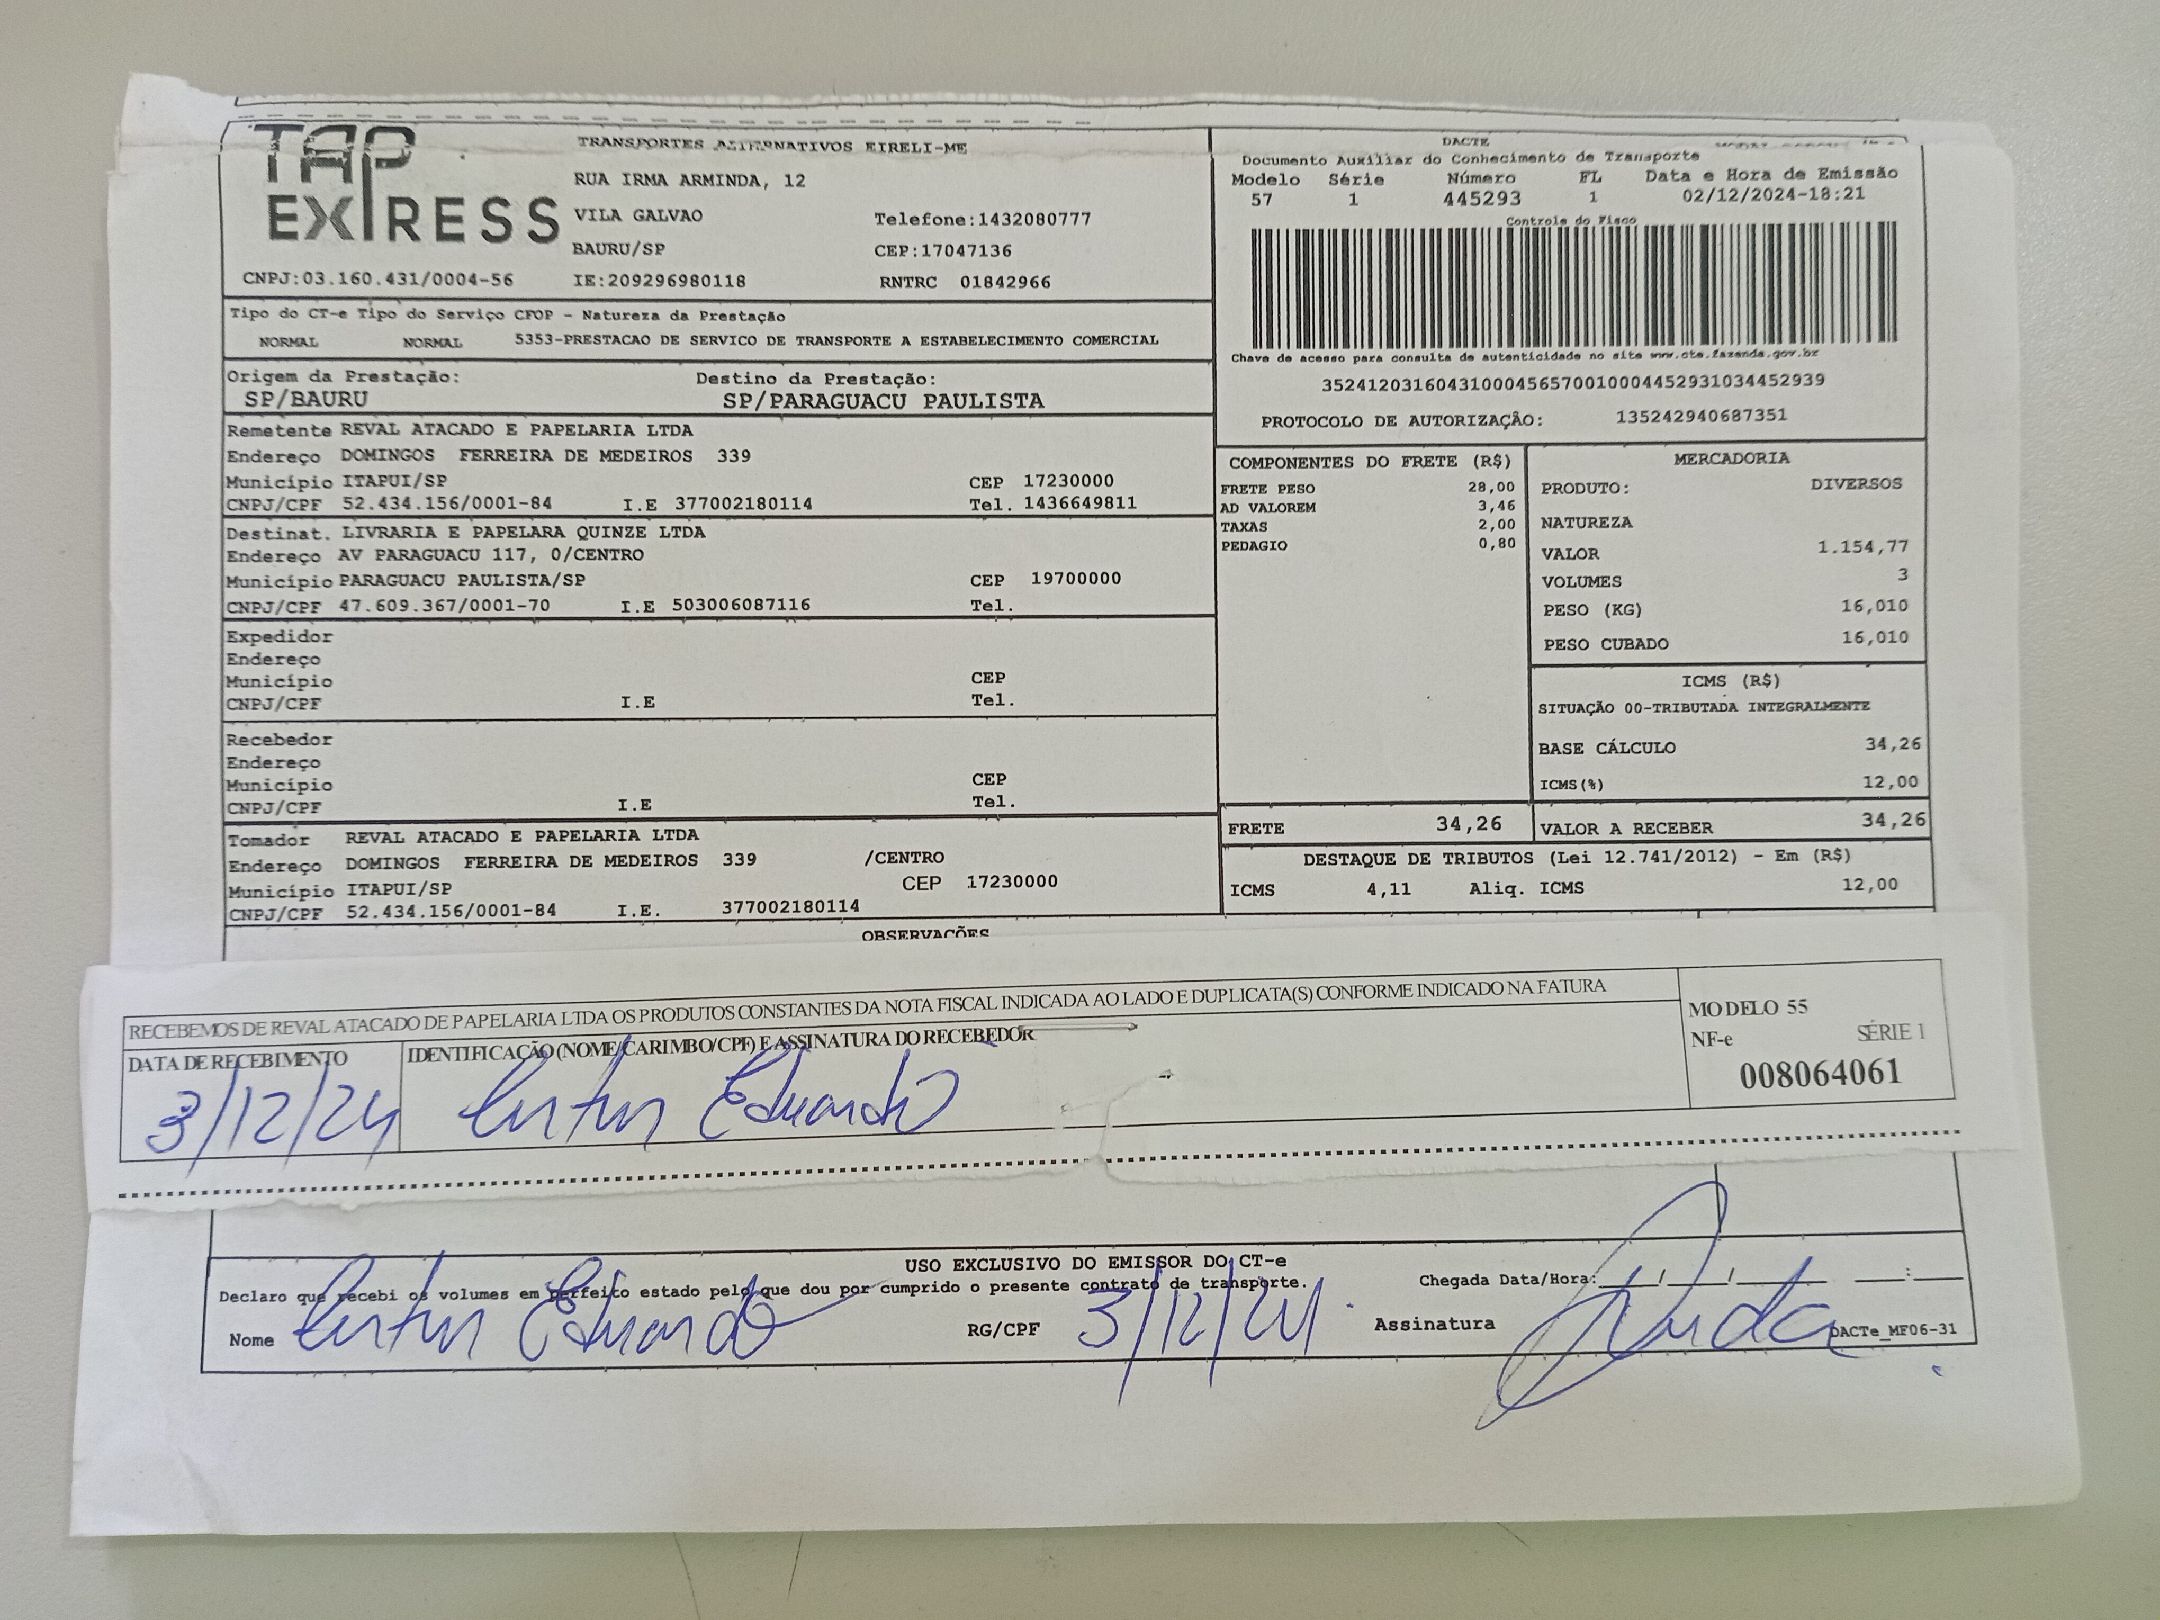 TAP EXPRESS
TRANSPORTES ALTERNATIVOS EIRELI-ME
RUA IRMA ARMINDA, 12
VILA GALVAO Telefone:1432080777
BAURU/SP CEP:17047136
CNPJ:03.160.431/0004-56 IE:209296980118 RNTRC 01842966
DACTE
Documento Auxiliar do Conhecimento de Transporte
Modelo Série Número FL Data e Hora de Emissão
57 1 445293 1 02/12/2024-18:21
Controle do Fisco
Chave de acesso para consulta de autenticidade no site www.cte.fazenda.gov.br
35241203160431000456570010004452931034452939
PROTOCOLO DE AUTORIZAÇÃO: 135242940687351
Tipo do CT-e Tipo do Serviço CFOP - Natureza da Prestação
NORMAL NORMAL 5353-PRESTACAO DE SERVICO DE TRANSPORTE A ESTABELECIMENTO COMERCIAL
Origem da Prestação: Destino da Prestação:
SP/BAURU SP/PARAGUACU PAULISTA
Remetente REVAL ATACADO E PAPELARIA LTDA
Endereço DOMINGOS FERREIRA DE MEDEIROS 339
Município ITAPUI/SP CEP 17230000
CNPJ/CPF 52.434.156/0001-84 I.E 377002180114 Tel. 1436649811
Destinat. LIVRARIA E PAPELARA QUINZE LTDA
Endereço AV PARAGUACU 117, 0/CENTRO
Município PARAGUACU PAULISTA/SP CEP 19700000
CNPJ/CPF 47.609.367/0001-70 I.E 503006087116 Tel.
Expedidor
Endereço
Município CEP
CNPJ/CPF I.E Tel.
Recebedor
Endereço
Município CEP
CNPJ/CPF I.E Tel.
Tomador REVAL ATACADO E PAPELARIA LTDA
Endereço DOMINGOS FERREIRA DE MEDEIROS 339 /CENTRO
Município ITAPUI/SP CEP 17230000
CNPJ/CPF 52.434.156/0001-84 I.E. 377002180114
COMPONENTES DO FRETE (R$)
FRETE PESO 28,00
AD VALOREM 3,46
TAXAS 2,00
PEDAGIO 0,80
MERCADORIA
PRODUTO: DIVERSOS
NATUREZA
VALOR 1.154,77
VOLUMES 3
PESO (KG) 16,010
PESO CUBADO 16,010
ICMS (R$)
SITUAÇÃO 00-TRIBUTADA INTEGRALMENTE
BASE CÁLCULO 34,26
ICMS(%) 12,00
FRETE 34,26 VALOR A RECEBER 34,26
DESTAQUE DE TRIBUTOS (Lei 12.741/2012) - Em (R$)
ICMS 4,11 Aliq. ICMS 12,00
OBSERVAÇÕES
RECEBEMOS DE REVAL ATACADO DE PAPELARIA LTDA OS PRODUTOS CONSTANTES DA NOTA FISCAL INDICADA AO LADO E DUPLICATA(S) CONFORME INDICADO NA FATURA
DATA DE RECEBIMENTO IDENTIFICAÇÃO (NOME/CARIMBO/CPF) E ASSINATURA DO RECEBEDOR
3/12/24 Eduardo
MODELO 55
NF-e SÉRIE 1
008064061
USO EXCLUSIVO DO EMISSOR DO CT-e
Declaro que recebi os volumes em perfeito estado pelo que dou por cumprido o presente contrato de transporte. Chegada Data/Hora:____/____/______ ____:____
Nome Eduardo RG/CPF 3/12/24 Assinatura
DACTe_MF06-31